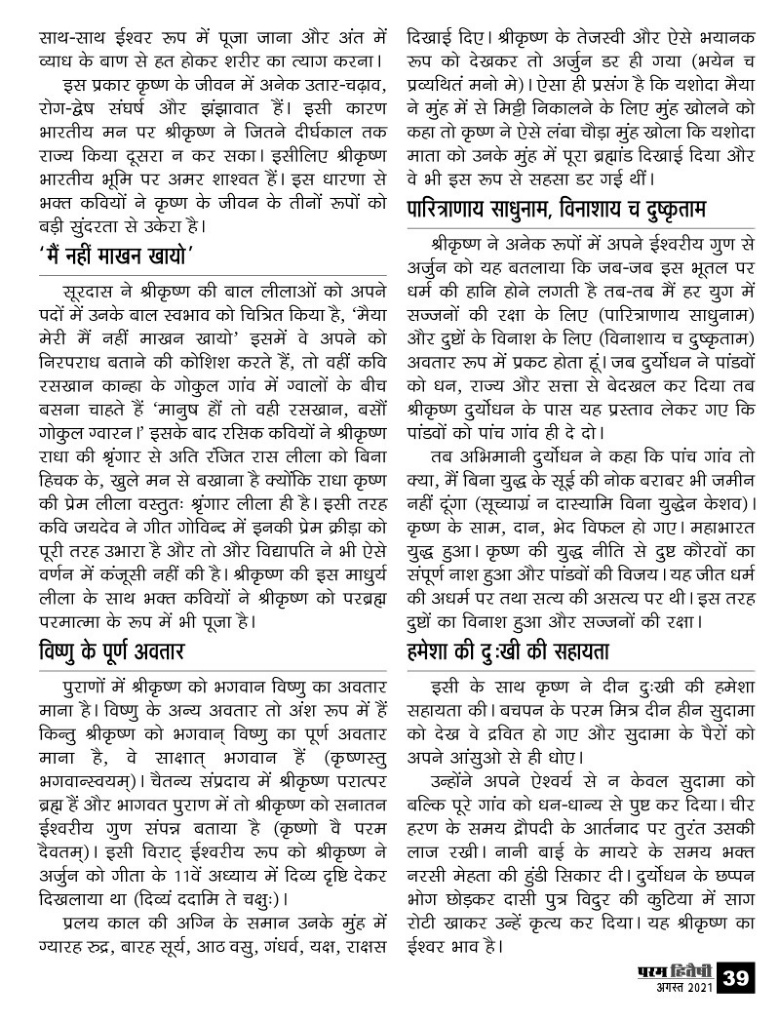 साथ-साथ ईश्वर रूप में पूजा जाना और अंत में
व्याध के बाण से हत होकर शरीर का त्याग करना।
इस प्रकार कृष्ण के जीवन में अनेक उतार-चढ़ाव,
रोग-द्वेष संघर्ष और झंझावात हैं। इसी कारण
भारतीय मन पर श्रीकृष्ण ने जितने दीर्घकाल तक
राज्य किया दूसरा न कर सका। इसीलिए श्रीकृष्ण
भारतीय भूमि पर अमर शाश्वत हैं। इस धारणा से
भक्त कवियों ने कृष्ण के जीवन के तीनों रूपों को
बड़ी सुंदरता से उकेरा है।
‘मैं नहीं माखन खायो’
सूरदास ने श्रीकृष्ण की बाल लीलाओं को अपने
पदों में उनके बाल स्वभाव को चित्रित किया है, ‘मैया
मेरी मैं नहीं माखन खायो’ इसमें वे अपने को
निरपराध बताने की कोशिश करते हैं, तो वहीं कवि
रसखान कान्हा के गोकुल गांव में ग्वालों के बीच
बसना चाहते हैं ‘मानुष हौं तो वही रसखान, बसौं
गोकुल ग्वारन।’ इसके बाद रसिक कवियों ने श्रीकृष्ण
राधा की श्रृंगार से अति रंजित रास लीला को बिना
हिचक के, खुले मन से बखाना है क्योंकि राधा कृष्ण
की प्रेम लीला वस्तुतः श्रृंगार लीला ही है। इसी तरह
कवि जयदेव ने गीत गोविन्द में इनकी प्रेम क्रीड़ा को
पूरी तरह उभारा है और तो और विद्यापति ने भी ऐसे
वर्णन में कंजूसी नहीं की है। श्रीकृष्ण की इस माधुर्य
लीला के साथ भक्त कवियों ने श्रीकृष्ण को परब्रह्म
परमात्मा के रूप में भी पूजा है।
विष्णु के पूर्ण अवतार
पुराणों में श्रीकृष्ण को भगवान विष्णु का अवतार
माना है। विष्णु के अन्य अवतार तो अंश रूप में हैं
किन्तु श्रीकृष्ण को भगवान् विष्णु का पूर्ण अवतार
माना है, वे साक्षात् भगवान हैं (कृष्णस्तु
भगवान्स्वयम्)। चैतन्य संप्रदाय में श्रीकृष्ण परात्पर
ब्रह्म हैं और भागवत पुराण में तो श्रीकृष्ण को सनातन
ईश्वरीय गुण संपन्न बताया है (कृष्णो वै परम
दैवतम्)। इसी विराट् ईश्वरीय रूप को श्रीकृष्ण ने
अर्जुन को गीता के 11वें अध्याय में दिव्य दृष्टि देकर
दिखलाया था (दिव्यं ददामि ते चक्षुः)।
प्रलय काल की अग्नि के समान उनके मुंह में
ग्यारह रुद्र, बारह सूर्य, आठ वसु, गंधर्व, यक्ष, राक्षस
दिखाई दिए। श्रीकृष्ण के तेजस्वी और ऐसे भयानक
रूप को देखकर तो अर्जुन डर ही गया (भयेन च
प्रव्यथितं मनो मे)। ऐसा ही प्रसंग है कि यशोदा मैया
ने मुंह में से मिट्टी निकालने के लिए मुंह खोलने को
कहा तो कृष्ण ने ऐसे लंबा चौड़ा मुंह खोला कि यशोदा
माता को उनके मुंह में पूरा ब्रह्मांड दिखाई दिया और
वे भी इस रूप से सहसा डर गई थीं।
पारित्राणाय साधुनाम, विनाशाय च दुष्कृताम
श्रीकृष्ण ने अनेक रूपों में अपने ईश्वरीय गुण से
अर्जुन को यह बतलाया कि जब-जब इस भूतल पर
धर्म की हानि होने लगती है तब-तब मैं हर युग में
सज्जनों की रक्षा के लिए (पारित्राणाय साधुनाम)
और दुष्टों के विनाश के लिए (विनाशाय च दुष्कृताम)
अवतार रूप में प्रकट होता हूं। जब दुर्योधन ने पांडवों
को धन, राज्य और सत्ता से बेदखल कर दिया तब
श्रीकृष्ण दुर्योधन के पास यह प्रस्ताव लेकर गए कि
पांडवों को पांच गांव ही दे दो।
तब अभिमानी दुर्योधन ने कहा कि पांच गांव तो
क्या, मैं बिना युद्ध के सूई की नोक बराबर भी जमीन
नहीं दूंगा (सूच्याग्रं न दास्यामि विना युद्धेन केशव)।
कृष्ण के साम, दान, भेद विफल हो गए। महाभारत
युद्ध हुआ। कृष्ण की युद्ध नीति से दुष्ट कौरवों का
संपूर्ण नाश हुआ और पांडवों की विजय। यह जीत धर्म
की अधर्म पर तथा सत्य की असत्य पर थी। इस तरह
दुष्टों का विनाश हुआ और सज्जनों की रक्षा।
हमेशा की दुःखी की सहायता
इसी के साथ कृष्ण ने दीन दुःखी की हमेशा
सहायता की। बचपन के परम मित्र दीन हीन सुदामा
को देख वे द्रवित हो गए और सुदामा के पैरों को
अपने आंसुओ से ही धोए।
उन्होंने अपने ऐश्वर्य से न केवल सुदामा को
बल्कि पूरे गांव को धन-धान्य से पुष्ट कर दिया। चीर
हरण के समय द्रौपदी के आर्तनाद पर तुरंत उसकी
लाज रखी। नानी बाई के मायरे के समय भक्त
नरसी मेहता की हुंडी सिकार दी। दुर्योधन के छप्पन
भोग छोड़कर दासी पुत्र विदुर की कुटिया में साग
रोटी खाकर उन्हें कृत्य कर दिया। यह श्रीकृष्ण का
ईश्वर भाव है।
परम हितैषी
अगस्त 2021
39